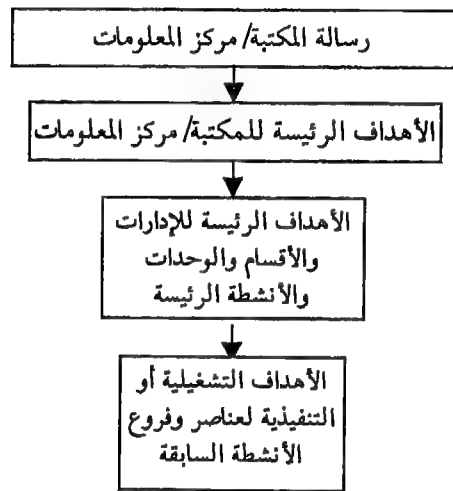 رسالة المكتبة/مركز المعلومات
الأهداف الرئيسة للمكتبة/مركز المعلومات
الأهداف الرئيسة للإدارات
والأقسام والوحدات
والأنشطة الرئيسة
الأهداف التشغيلية أو
التنفيذية لعناصر وفروع
الأنشطة السابقة